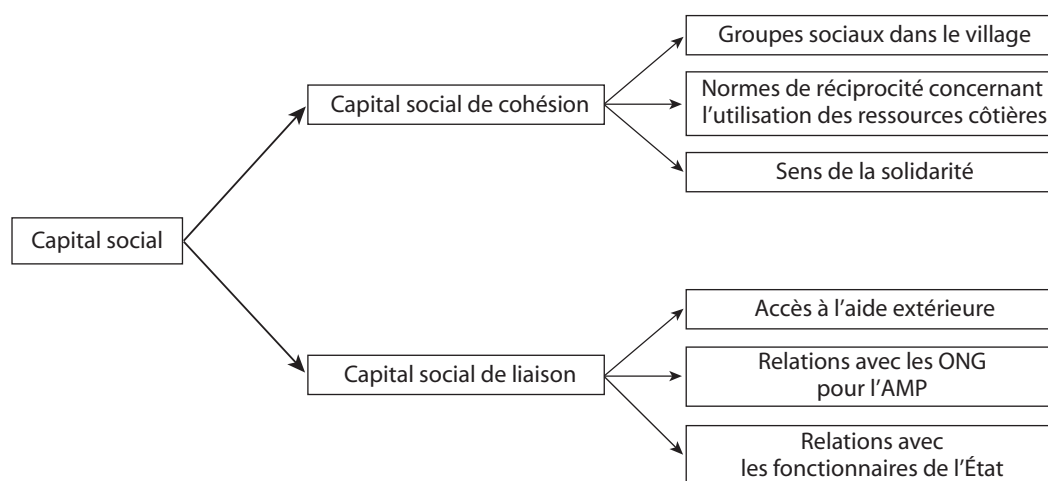 Groupes sociaux dans le village
Capital social de cohésion
Normes de réciprocité concernant
l’utilisation des ressources côtières
Sens de la solidarité
Capital social
Accès à l’aide extérieure
Capital social de liaison
Relations avec les ONG
pour l’AMP
Relations avec
les fonctionnaires de l’État